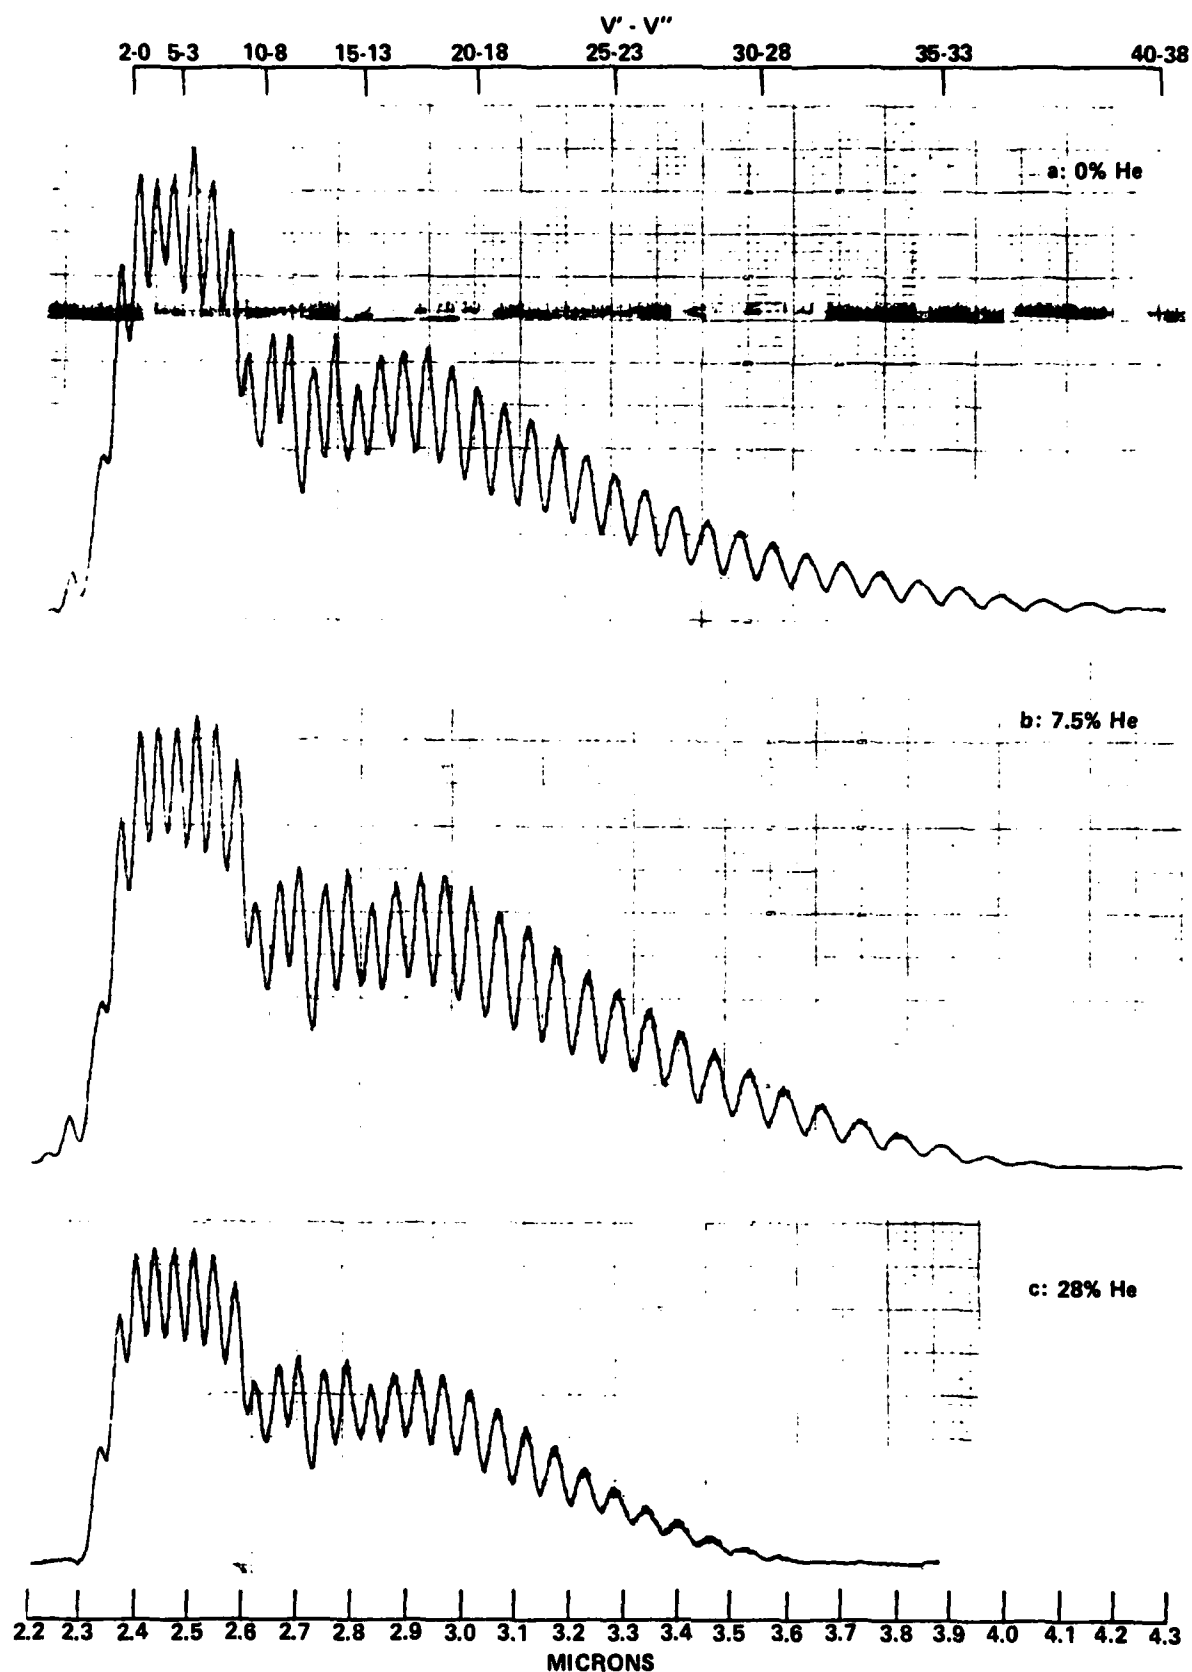 V' - V''
2-0 5-3 10-8 15-13 20-18 25-23 30-28 35-33 40-38
a: 0% He
b: 7.5% He
c: 28% He
2.2 2.3 2.4 2.5 2.6 2.7 2.8 2.9 3.0 3.1 3.2 3.3 3.4 3.5 3.6 3.7 3.8 3.9 4.0 4.1 4.2 4.3
MICRONS